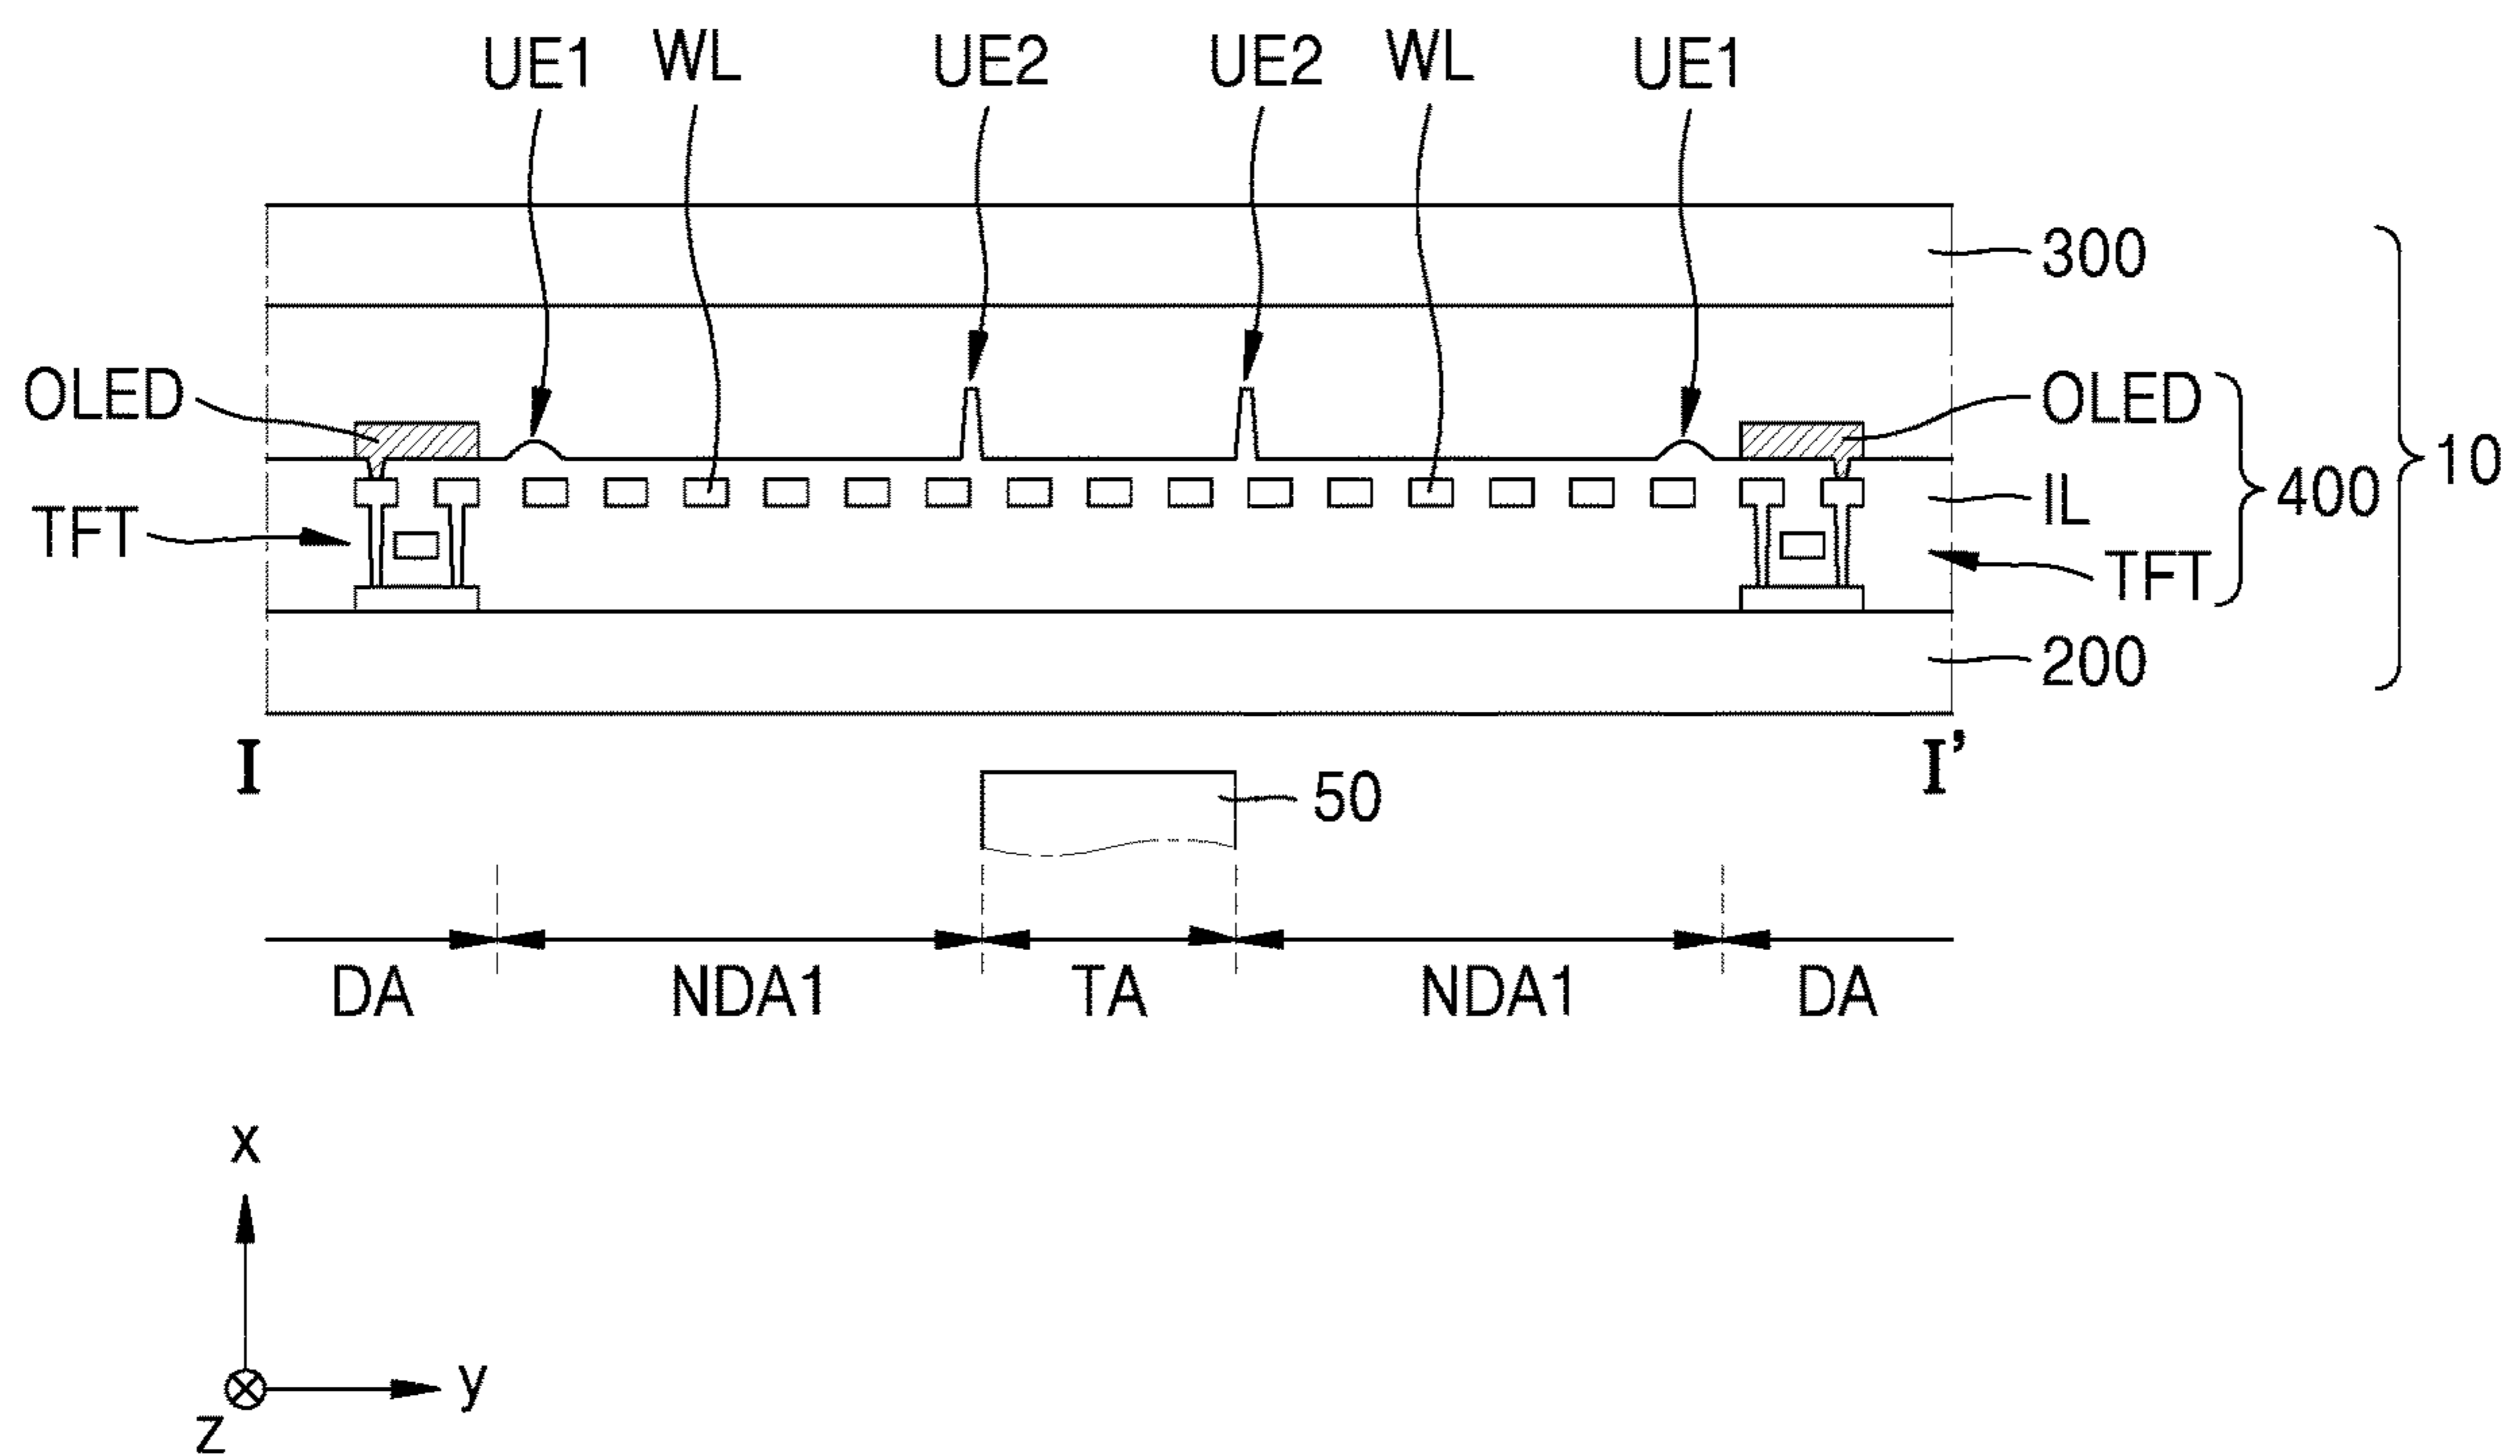 UE1 WL UE2 UE2 WL UE1
300
OLED OLED
10
400
IL
TFT TFT
200
I I’
50
DA NDA1 TA NDA1 DA
x
y
z